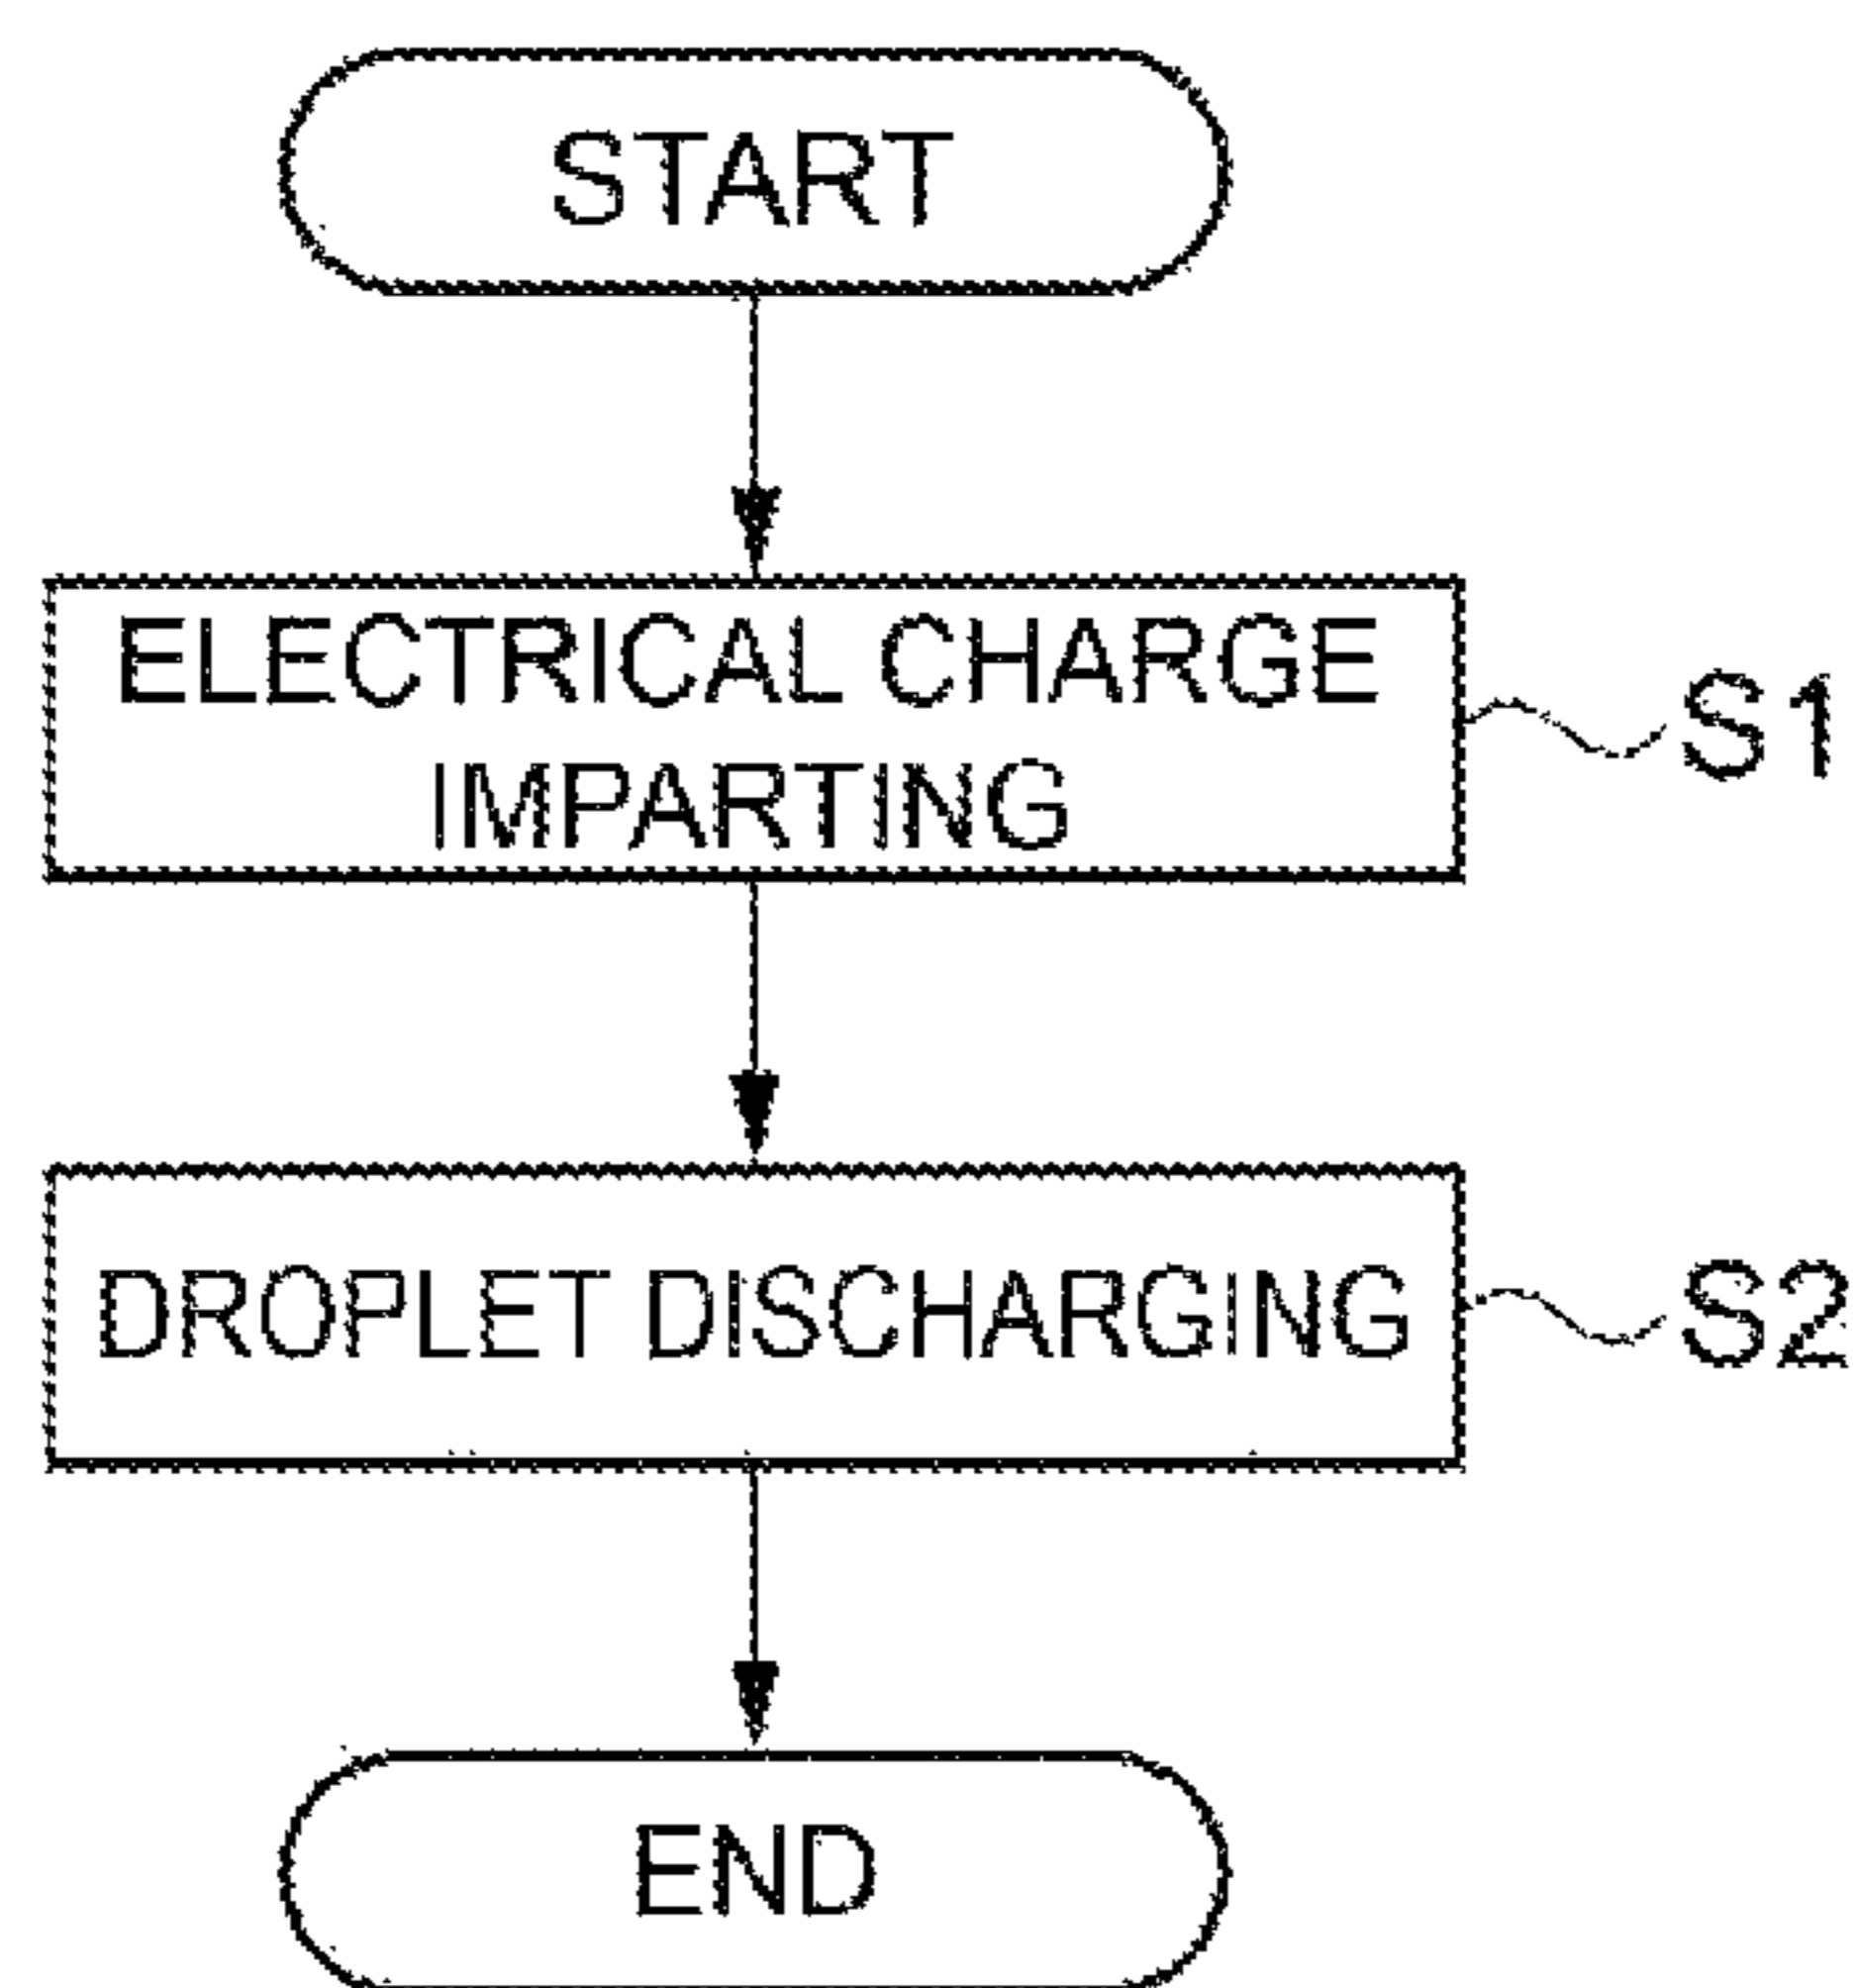 START
ELECTRICAL CHARGE
IMPARTING
S1
DROPLET DISCHARGING
S2
END